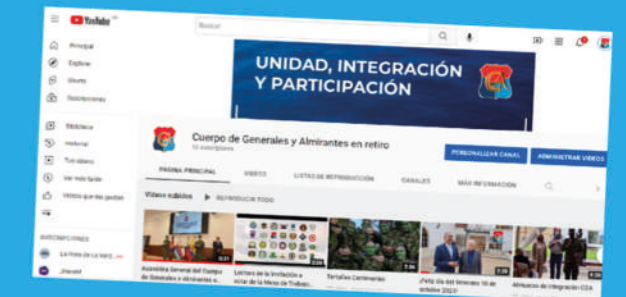 YouTube
Buscar
Principal
Explorar
Shorts
Suscripciones
Biblioteca
Historial
Tus videos
Ver más tarde
Videos que me gustan
SUSCRIPCIONES
UNIDAD, INTEGRACIÓN
Y PARTICIPACIÓN
Cuerpo de Generales y Almirantes en retiro
PERSONALIZAR CANAL
ADMINISTRAR VIDEOS
PÁGINA PRINCIPAL
VIDEOS
LISTAS DE REPRODUCCIÓN
CANALES
MÁS INFORMACIÓN
Videos subidos
REPRODUCIR TODO
Asamblea General del Cuerpo
de Generales y Almirantes e...
Lectura de la invitación a
votar de la Mesa de Trabajo...
Tertulias Centenarias
¡Feliz día del Veterano 10 de
octubre 2021!
Almuerzo de integración CGA